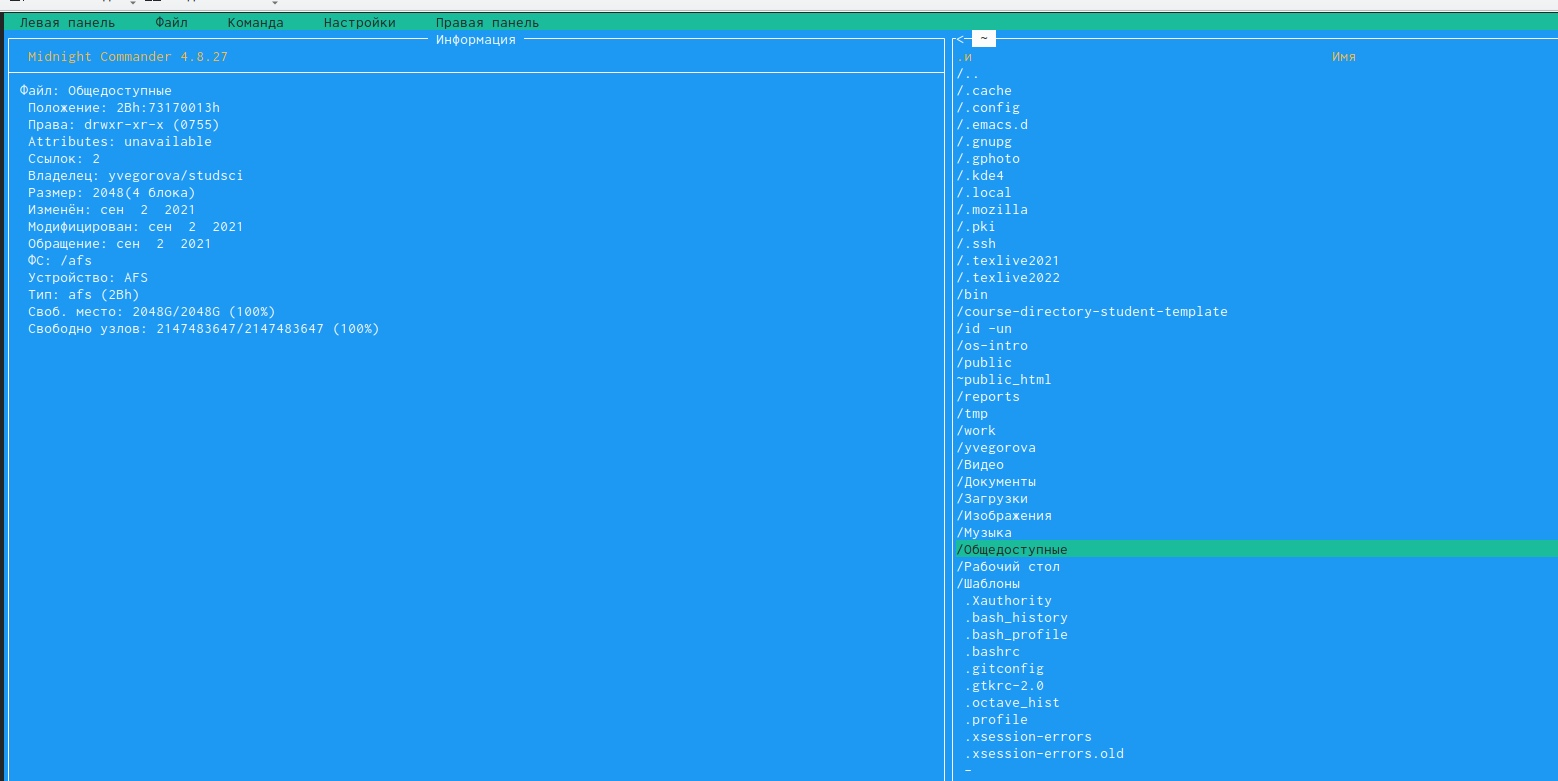 Левая панель Файл Команда Настройки Правая панель
Информация
Midnight Commander 4.8.27
Файл: Общедоступные
Положение: 2Bh:73170013h
Права: drwxr-xr-x (0755)
Attributes: unavailable
Ссылок: 2
Владелец: yvegorova/studsci
Размер: 2048(4 блока)
Изменён: сен 2 2021
Модифицирован: сен 2 2021
Обращение: сен 2 2021
ФС: /afs
Устройство: AFS
Тип: afs (2Bh)
Своб. место: 2048G/2048G (100%)
Свободно узлов: 2147483647/2147483647 (100%)
<- ~
.и Имя
/..
/.cache
/.config
/.emacs.d
/.gnupg
/.gphoto
/.kde4
/.local
/.mozilla
/.pki
/.ssh
/.texlive2021
/.texlive2022
/bin
/course-directory-student-template
/id -un
/os-intro
/public
~public_html
/reports
/tmp
/work
/yvegorova
/Видео
/Документы
/Загрузки
/Изображения
/Музыка
/Общедоступные
/Рабочий стол
/Шаблоны
.Xauthority
.bash_history
.bash_profile
.bashrc
.gitconfig
.gtkrc-2.0
.octave_hist
.profile
.xsession-errors
.xsession-errors.old